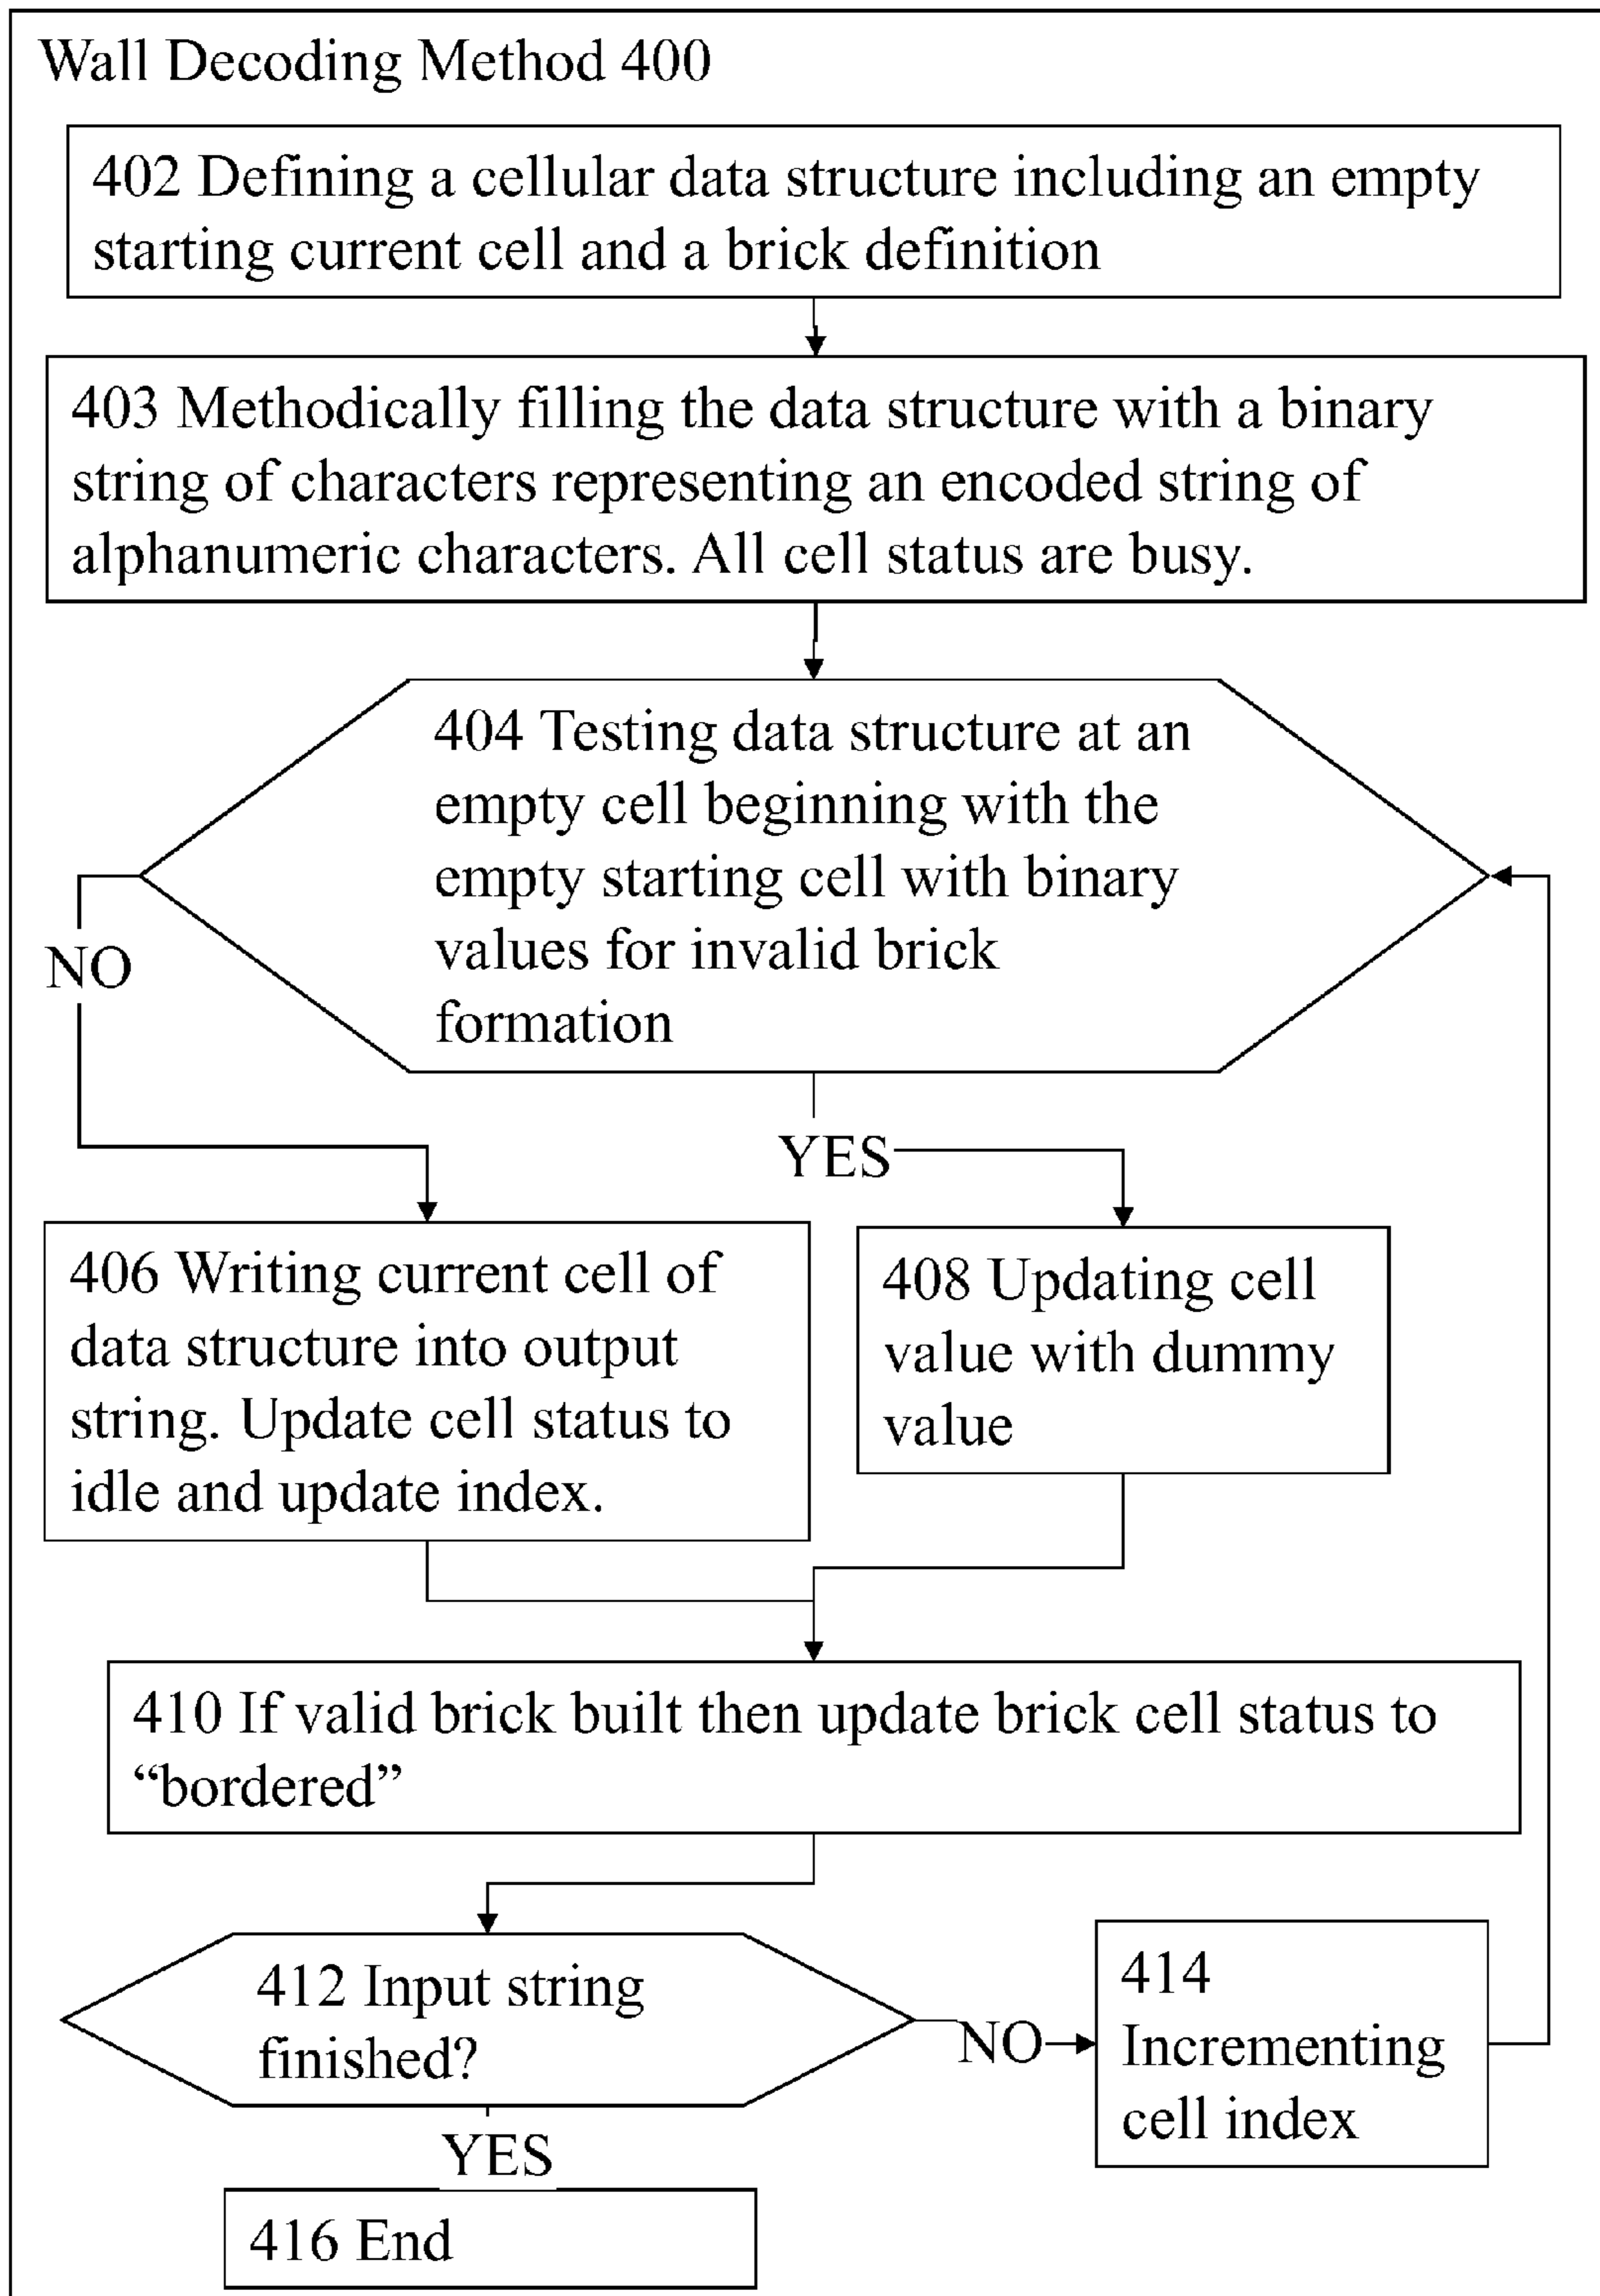 Wall Decoding Method 400
402 Defining a cellular data structure including an empty
starting current cell and a brick definition
403 Methodically filling the data structure with a binary
string of characters representing an encoded string of
alphanumeric characters. All cell status are busy.
404 Testing data structure at an
empty cell beginning with the
empty starting cell with binary
values for invalid brick
formation
NO
YES
406 Writing current cell of
data structure into output
string. Update cell status to
idle and update index.
408 Updating cell
value with dummy
value
410 If valid brick built then update brick cell status to
“bordered”
412 Input string
finished?
NO
414
Incrementing
cell index
YES
416 End